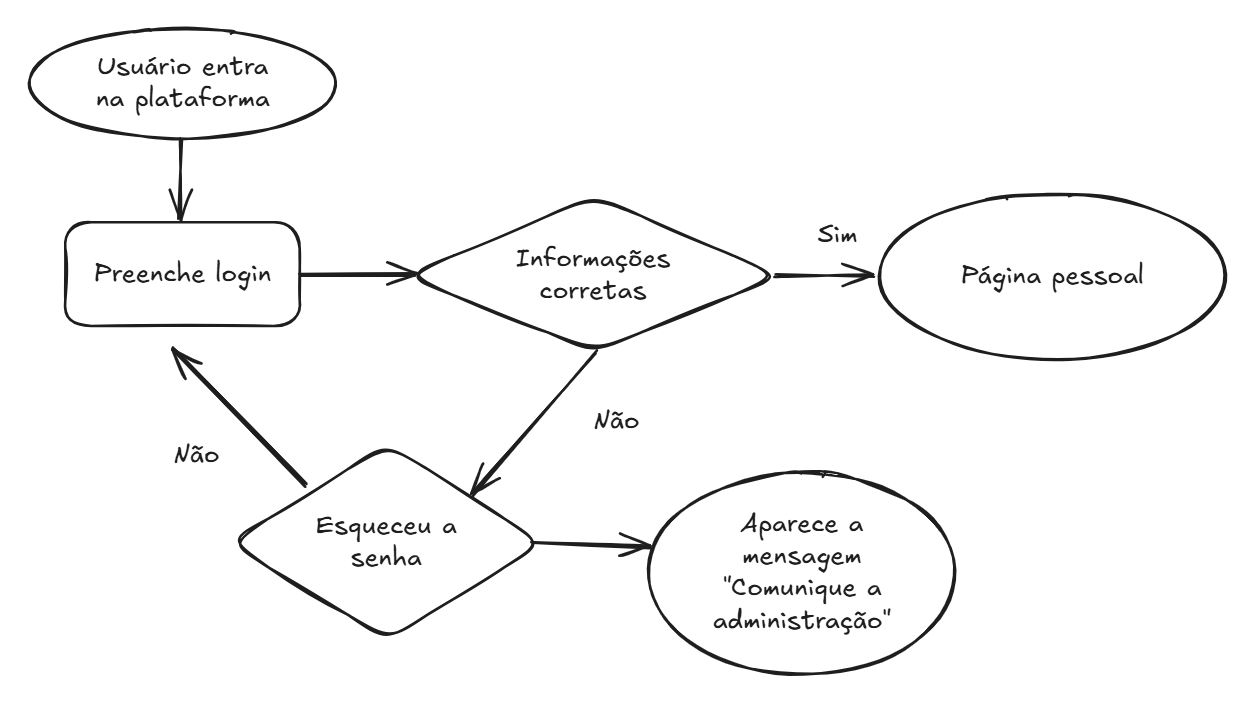 Usuário entra
na plataforma
Preenche login
Informações
corretas
Sim
Página pessoal
Não
Não
Esqueceu a
senha
Aparece a
mensagem
"Comunique a
administração"